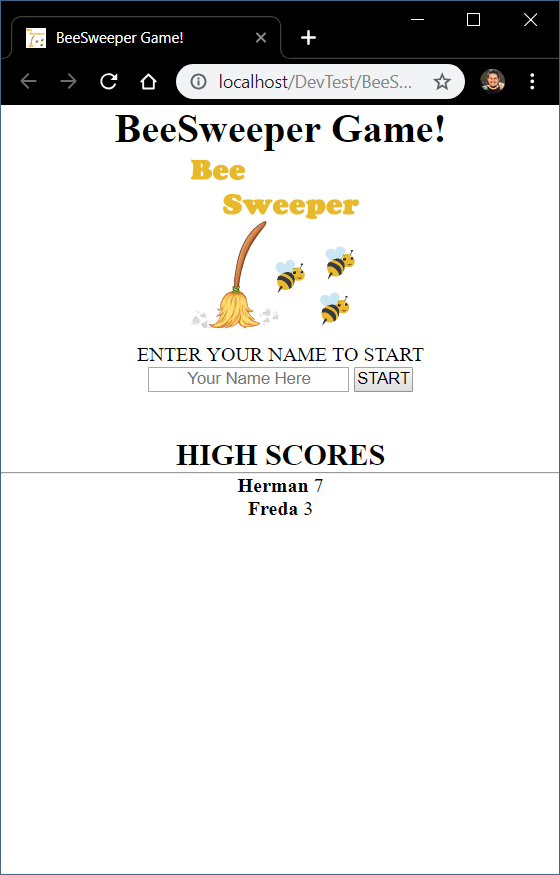 BeeSweeper Game!
localhost/DevTest/BeeS...
BeeSweeper Game!
Bee
Sweeper
ENTER YOUR NAME TO START
Your Name Here START
HIGH SCORES
Herman 7
Freda 3